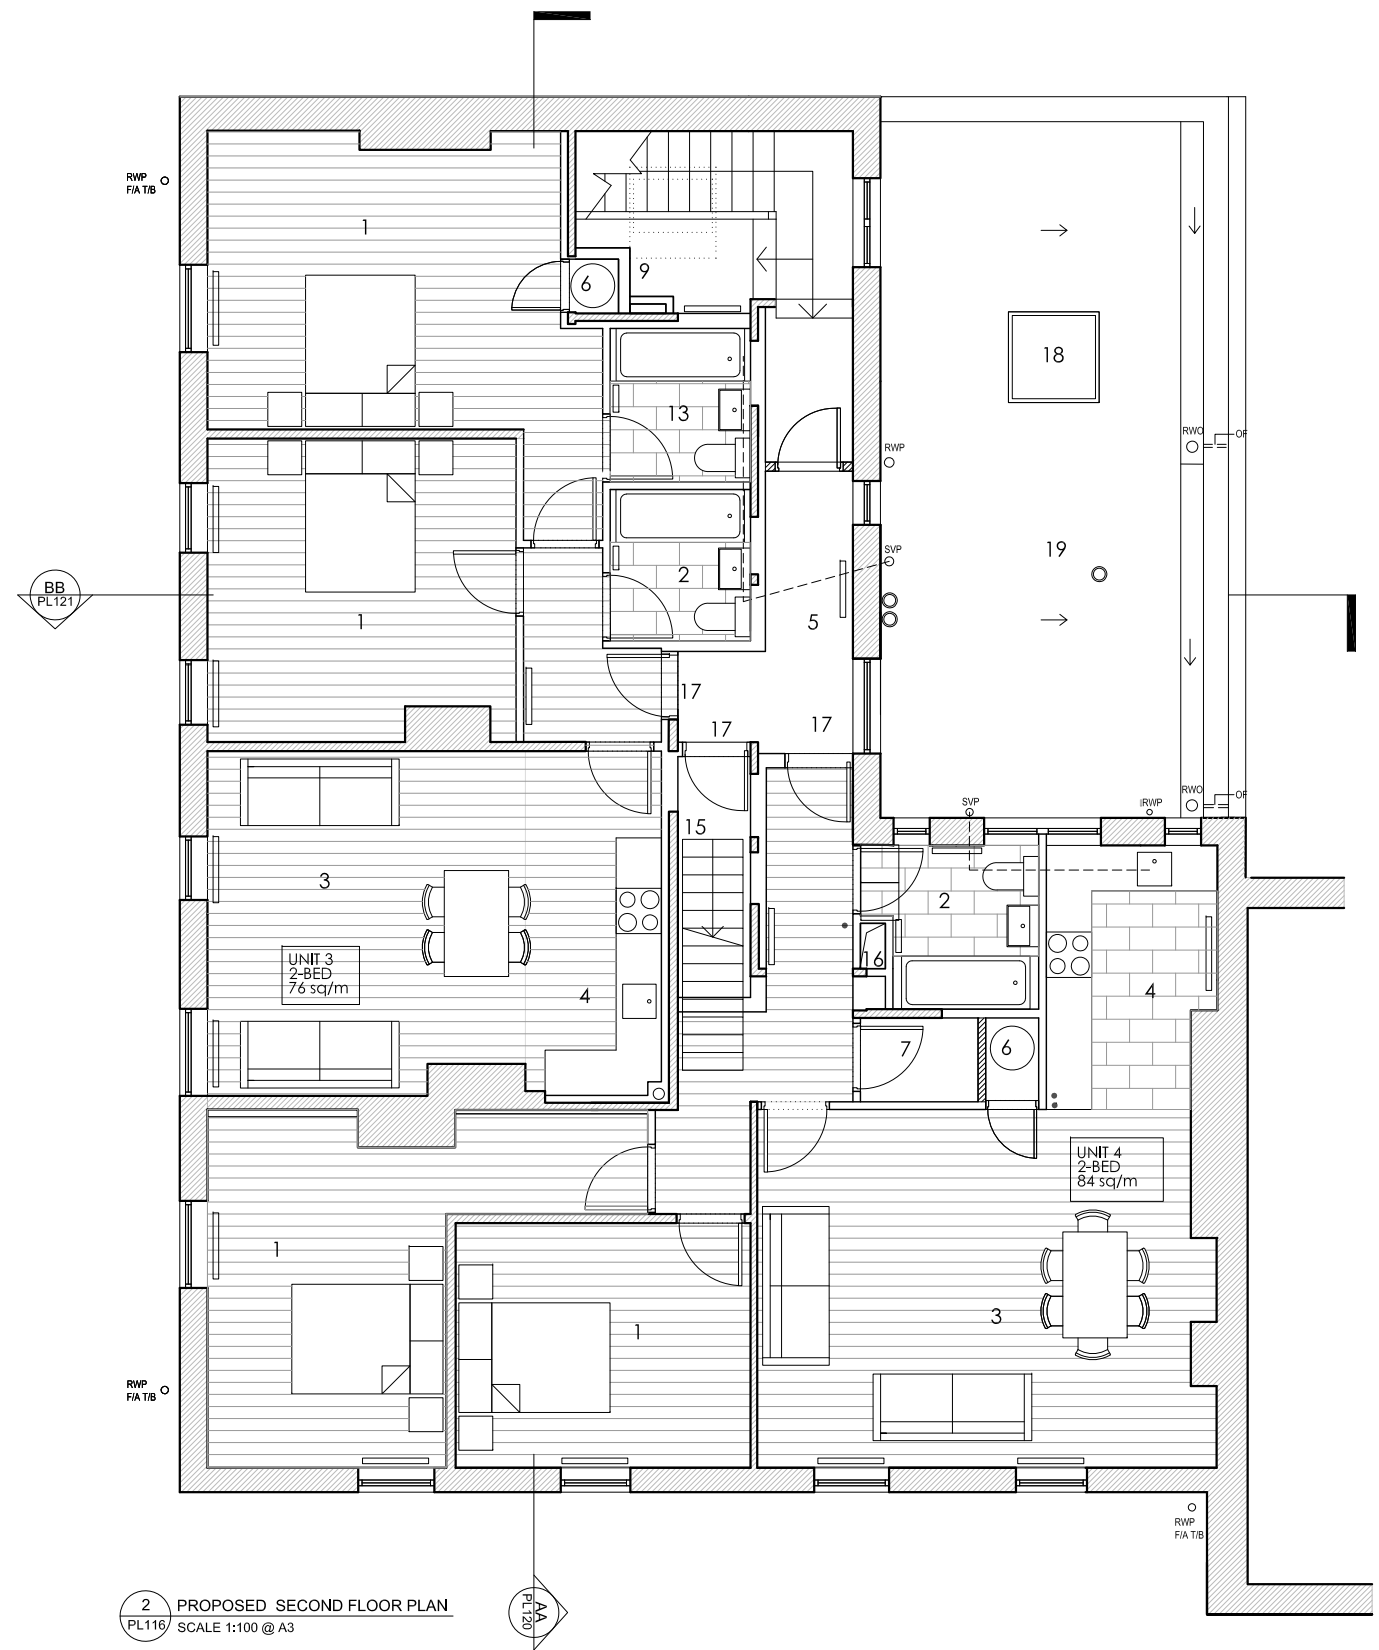 RWP
F/A T/B
1
6
9
18
13
RWO
OF
RWP
19
SVP
BB
PL121
2
1
5
17
17
17
SVP
IRWP
RWO
OF
15
3
2
UNIT 3
2-BED
76 sq/m
16
4
4
7
6
UNIT 4
2-BED
84 sq/m
1
3
1
RWP
F/A T/B
RWP
F/A T/B
2
PL116
PROPOSED SECOND FLOOR PLAN
SCALE 1:100 @ A3
AA
PL120